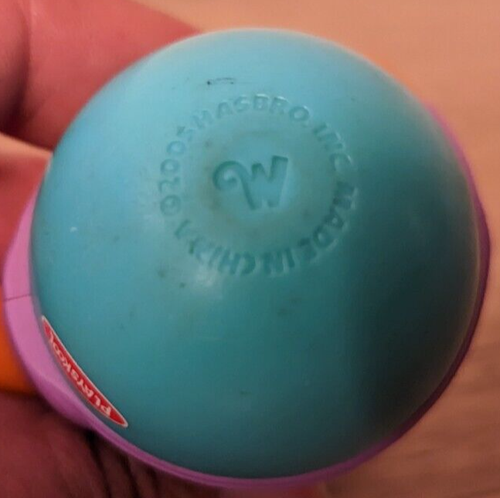 ©2005 HASBRO, INC. MADE IN CHINA
W
PLAYSKOOL